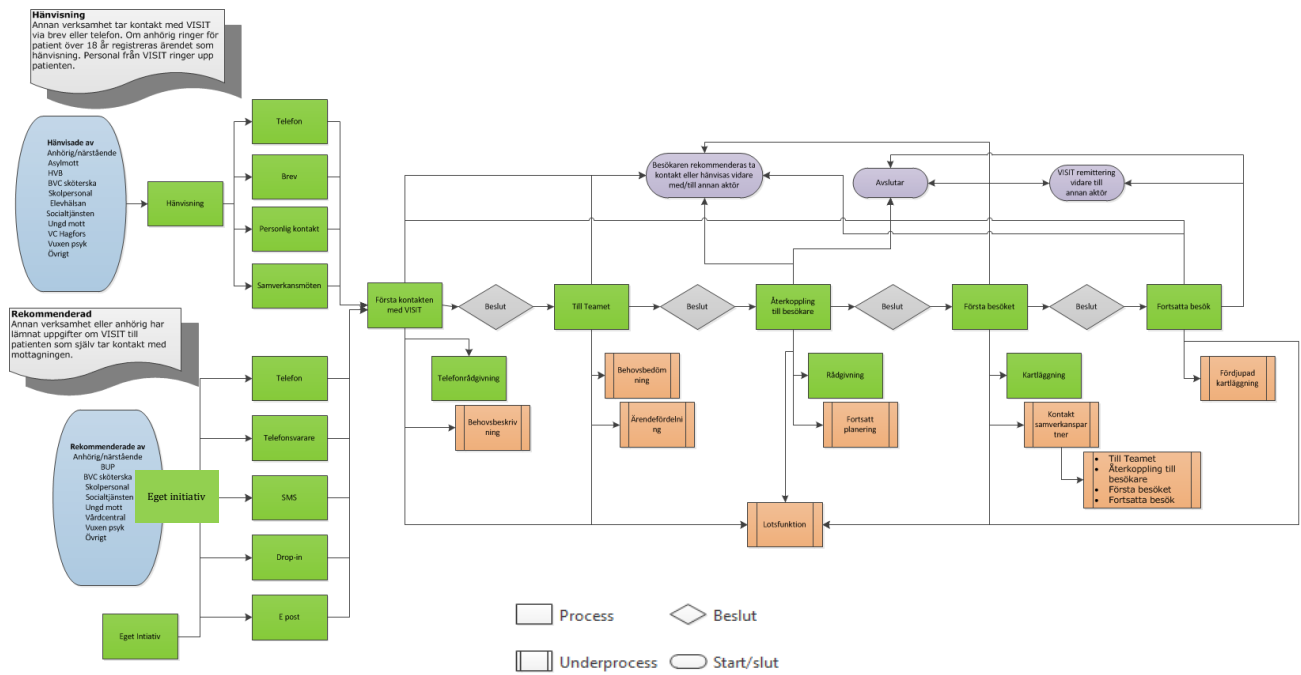 Hänvisning
Annan verksamhet tar kontakt med VISIT
via brev eller telefon. Om anhörig ringer för
patient över 18 år registreras ärendet som
hänvisning. Personal från VISIT ringer upp
patienten.
Hänvisade av
Anhörig/närstående
Asylmott
HVB
BVC sköterska
Skolpersonal
Elevhälsan
Socialtjänsten
Ungd mott
VC Hagfors
Vuxen psyk
Övrigt
Hänvisning
Telefon
Brev
Personlig kontakt
Samverkansmöten
Rekommenderad
Annan verksamhet eller anhörig har
lämnat uppgifter om VISIT till
patienten som själv tar kontakt med
mottagningen.
Rekommenderade av
Anhörig/närstående
BUP
BVC sköterska
Skolpersonal
Socialtjänsten
Ungd mott
Vårdcentral
Vuxen psyk
Övrigt
Eget initiativ
Eget Intiativ
Telefon
Telefonsvarare
SMS
Drop-in
E post
Första kontakten
med VISIT
Beslut
Till Teamet
Beslut
Återkoppling
till besökare
Beslut
Första besöket
Beslut
Fortsatta besök
Besökaren rekommenderas ta
kontakt eller hänvisas vidare
med/till annan aktör
Avslutar
VISIT remittering
vidare till
annan aktör
Telefonrådgivning
Behovsbeskriv
ning
Behovsbedöm
ning
Ärendefördelni
ng
Rådgivning
Fortsatt
planering
Kartläggning
Kontakt
samverkanspar
tner
• Till Teamet
• Återkoppling till
besökare
• Första besöket
• Fortsatta besök
Fördjupad
kartläggning
Lotsfunktion
Process
Beslut
Underprocess
Start/slut